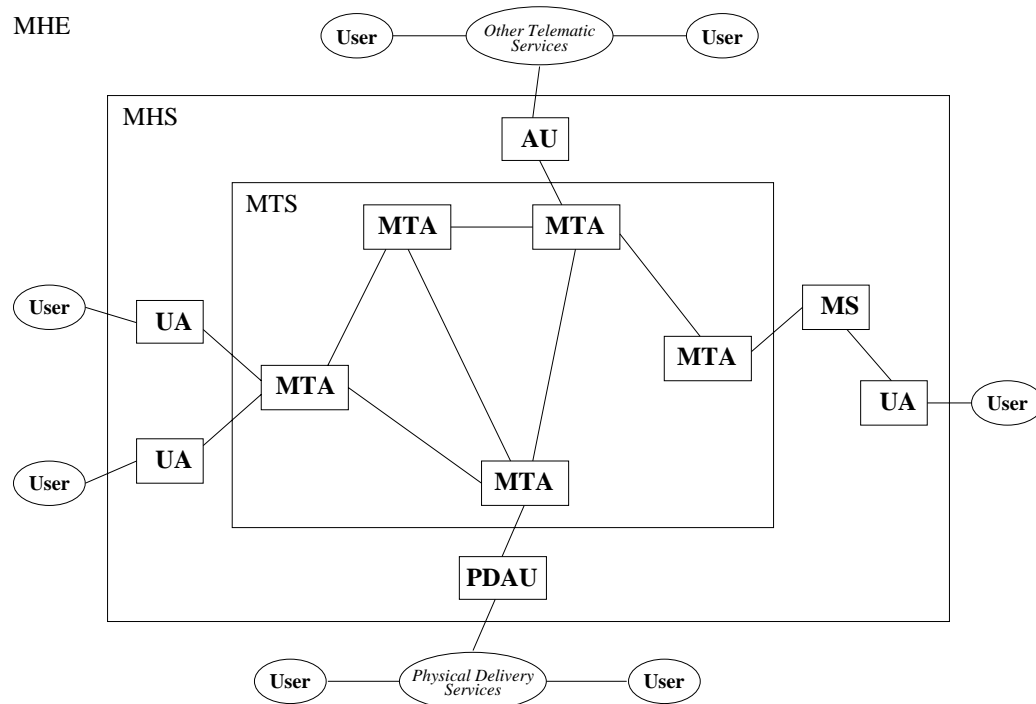 MHE
User
Other Telematic
Services
User
MHS
AU
MTS
MTA
MTA
User
UA
MS
MTA
MTA
UA
User
UA
User
MTA
PDAU
User
Physical Delivery
Services
User